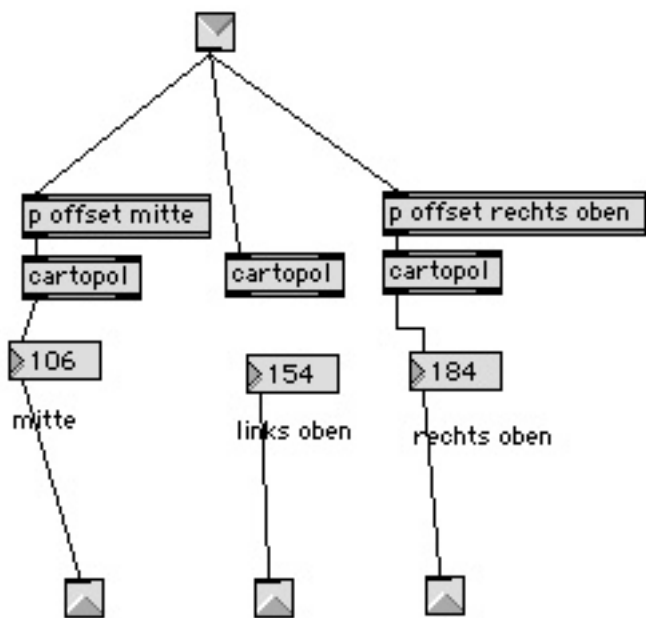 p offset mitte
p offset rechts oben
cartopol
cartopol
cartopol
106
154
184
mitte
links oben
rechts oben